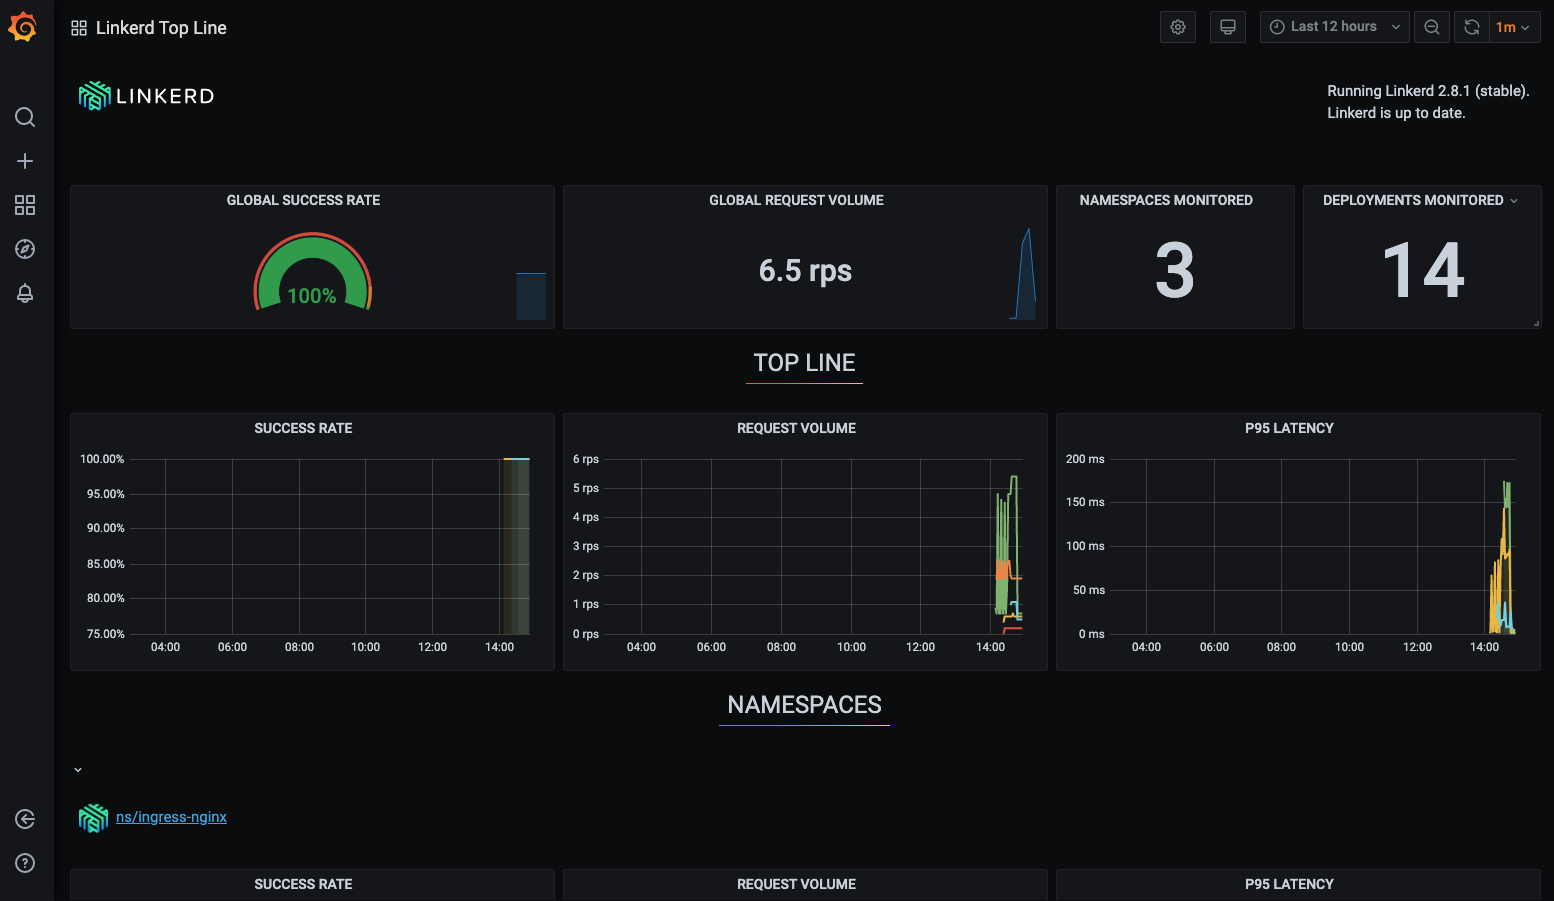 Linkerd Top Line
Last 12 hours
1m
LINKERD
Running Linkerd 2.8.1 (stable).
Linkerd is up to date.
GLOBAL SUCCESS RATE
100%
GLOBAL REQUEST VOLUME
6.5 rps
NAMESPACES MONITORED
3
DEPLOYMENTS MONITORED
14
TOP LINE
SUCCESS RATE
100.00%
95.00%
90.00%
85.00%
80.00%
75.00%
04:00 06:00 08:00 10:00 12:00 14:00
REQUEST VOLUME
6 rps
5 rps
4 rps
3 rps
2 rps
1 rps
0 rps
04:00 06:00 08:00 10:00 12:00 14:00
P95 LATENCY
200 ms
150 ms
100 ms
50 ms
0 ms
04:00 06:00 08:00 10:00 12:00 14:00
NAMESPACES
ns/ingress-nginx
SUCCESS RATE
REQUEST VOLUME
P95 LATENCY